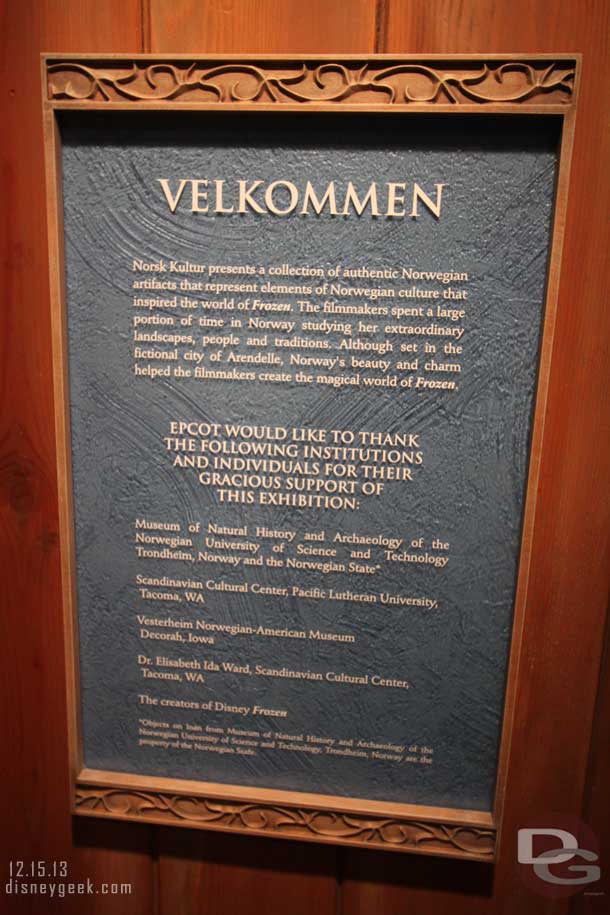 VELKOMMEN
Norsk Kultur presents a collection of authentic Norwegian
artifacts that represent elements of Norwegian culture that
inspired the world of Frozen. The filmmakers spent a large
portion of time in Norway studying her extraordinary
landscapes, people and traditions. Although set in the
fictional city of Arendelle, Norway's beauty and charm
helped the filmmakers create the magical world of Frozen.
EPCOT WOULD LIKE TO THANK
THE FOLLOWING INSTITUTIONS
AND INDIVIDUALS FOR THEIR
GRACIOUS SUPPORT OF
THIS EXHIBITION:
Museum of Natural History and Archaeology of the
Norwegian University of Science and Technology
Trondheim, Norway and the Norwegian State*
Scandinavian Cultural Center, Pacific Lutheran University,
Tacoma, WA
Vesterheim Norwegian-American Museum
Decorah, Iowa
Dr. Elisabeth Ida Ward, Scandinavian Cultural Center,
Tacoma, WA
The creators of Disney Frozen
*Objects on loan from Museum of Natural History and Archaeology of the
Norwegian University of Science and Technology, Trondheim, Norway are the
property of the Norwegian State.
12.15.13
disneygeek.com
DG